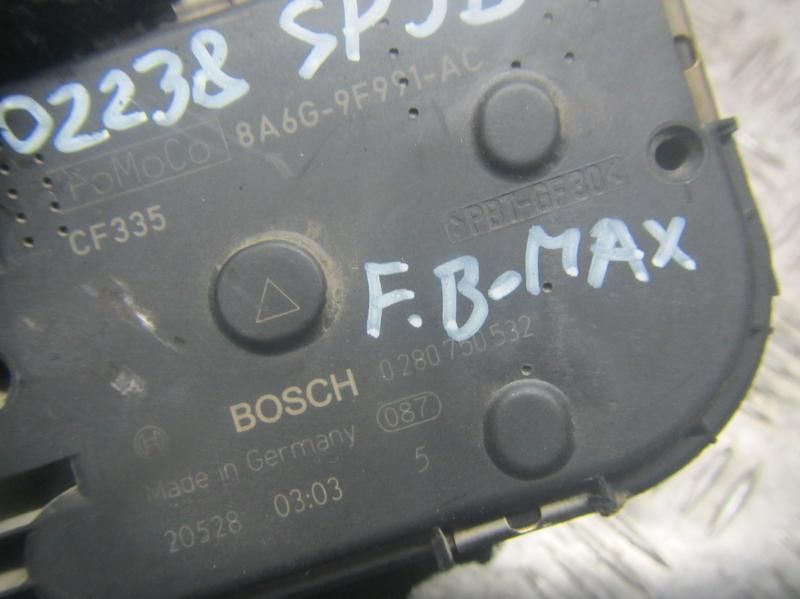 02238 SPJB
8A6G-9F991-AC
FoMoCo
CF335
>PBT-GF30<
F.B-MAX
0 280 750 532
BOSCH
087
Made in Germany
20528 03:03 5